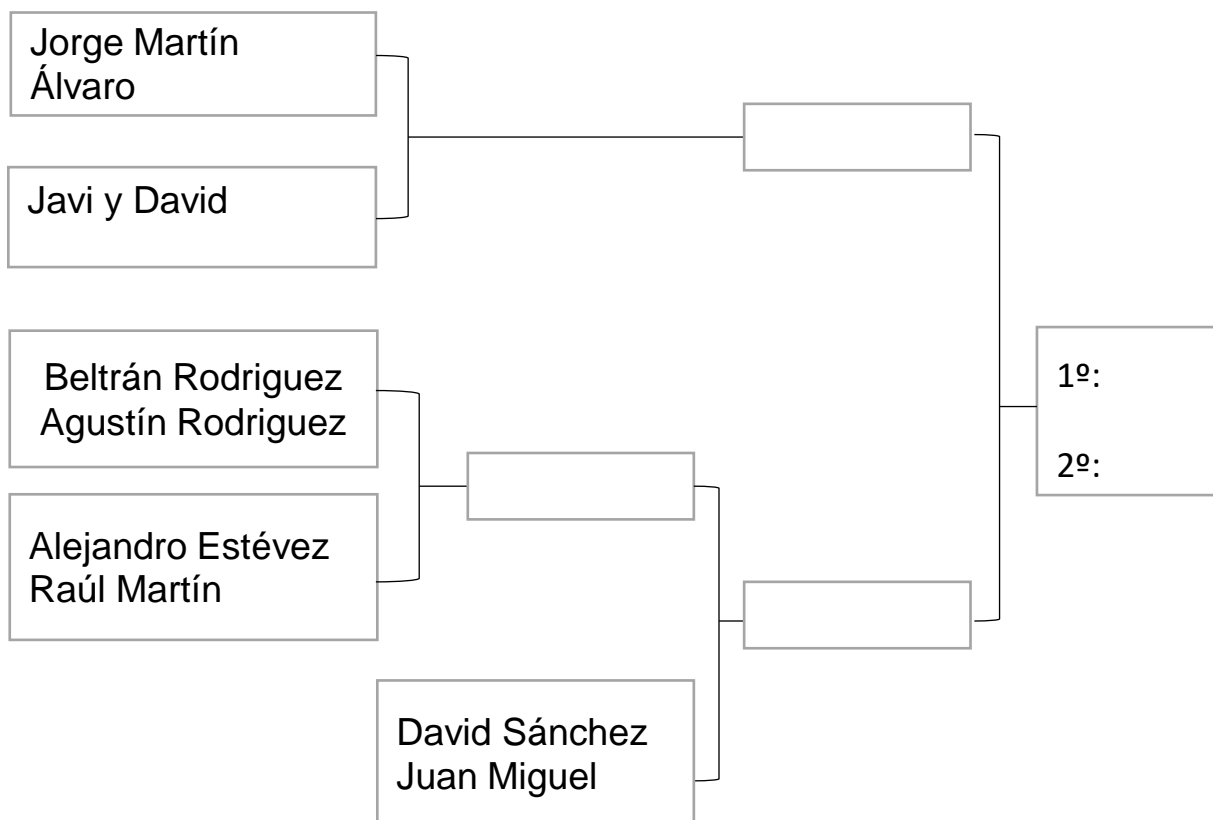 Jorge Martín
Álvaro
Javi y David
Beltrán Rodriguez
Agustín Rodriguez
Alejandro Estévez
Raúl Martín
David Sánchez
Juan Miguel
1º:
2º: